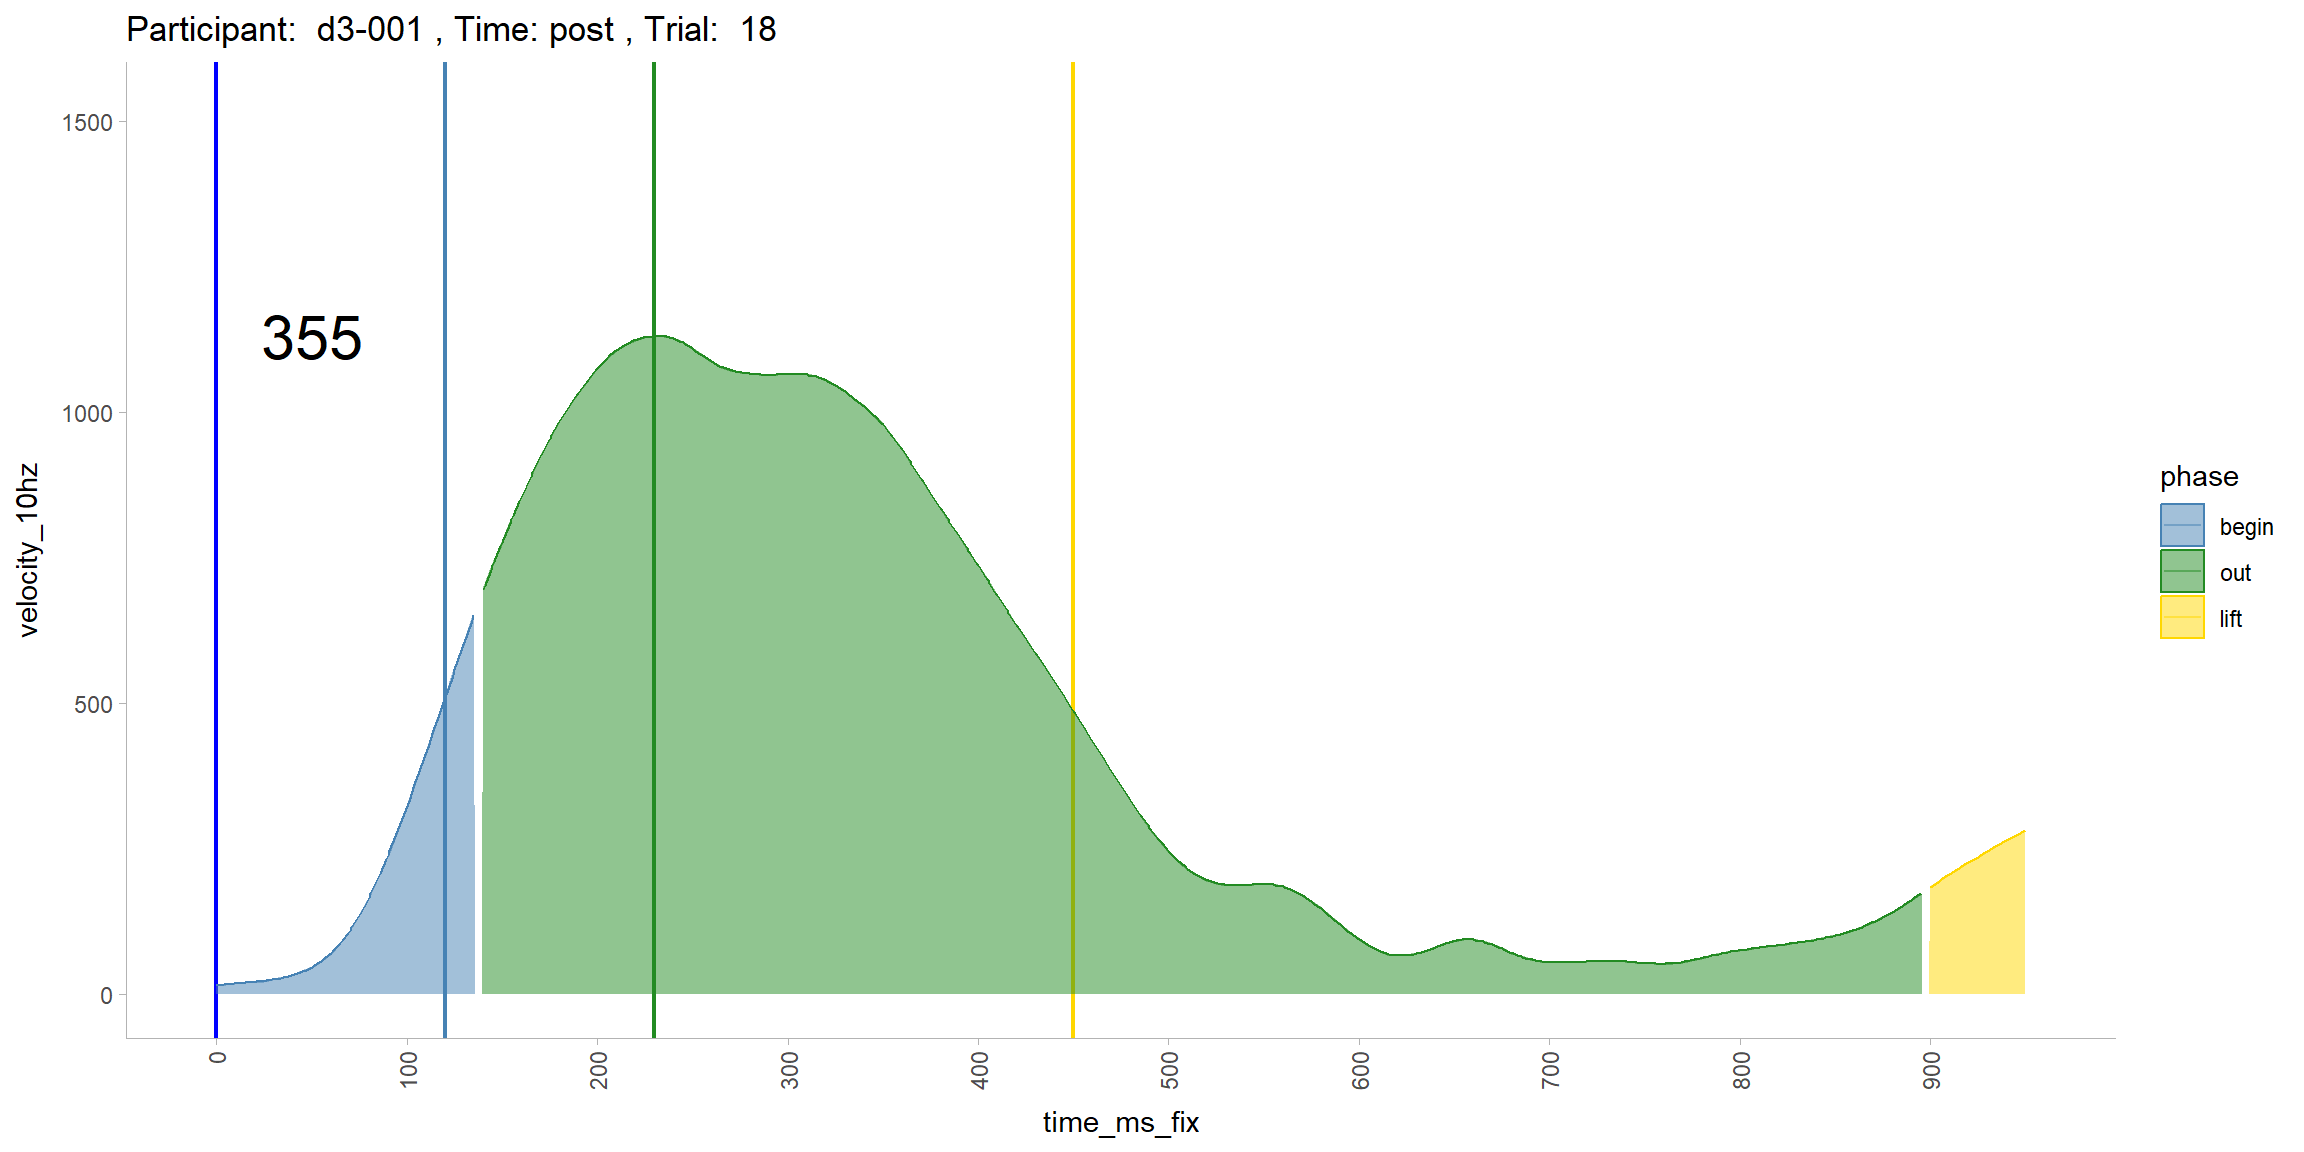 Participant:  d3-001 , Time: post , Trial:  18
1500
1000
500
0
velocity_10hz
355
0
100
200
300
400
500
600
700
800
900
time_ms_fix
phase
begin
out
lift